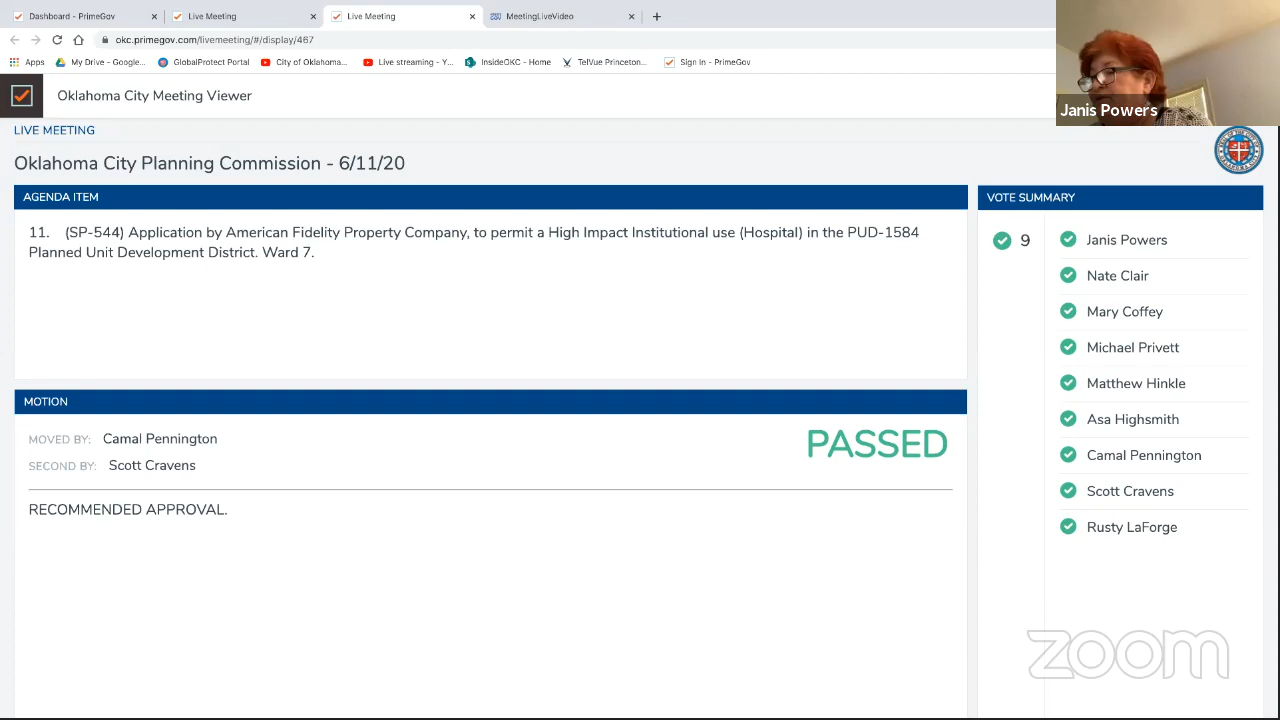 Dashboard - PrimeGov
Live Meeting
Live Meeting
MeetingLiveVideo
okc.primegov.com/livemeeting/#/display/467
Apps
My Drive - Google...
GlobalProtect Portal
City of Oklahoma...
Live streaming - Y...
InsideOKC - Home
TelVue Princeton...
Sign In - PrimeGov
Janis Powers
Oklahoma City Meeting Viewer
LIVE MEETING
Oklahoma City Planning Commission - 6/11/20
AGENDA ITEM
11. (SP-544) Application by American Fidelity Property Company, to permit a High Impact Institutional use (Hospital) in the PUD-1584
Planned Unit Development District. Ward 7.
MOTION
MOVED BY: Camal Pennington
SECOND BY: Scott Cravens
PASSED
RECOMMENDED APPROVAL.
VOTE SUMMARY
9
Janis Powers
Nate Clair
Mary Coffey
Michael Privett
Matthew Hinkle
Asa Highsmith
Camal Pennington
Scott Cravens
Rusty LaForge
zoom